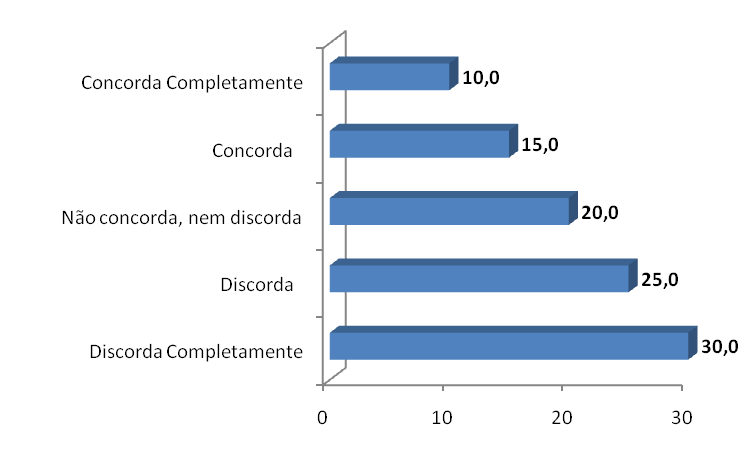 Concorda Completamente 10,0
Concorda 15,0
Não concorda, nem discorda 20,0
Discorda 25,0
Discorda Completamente 30,0
0 10 20 30